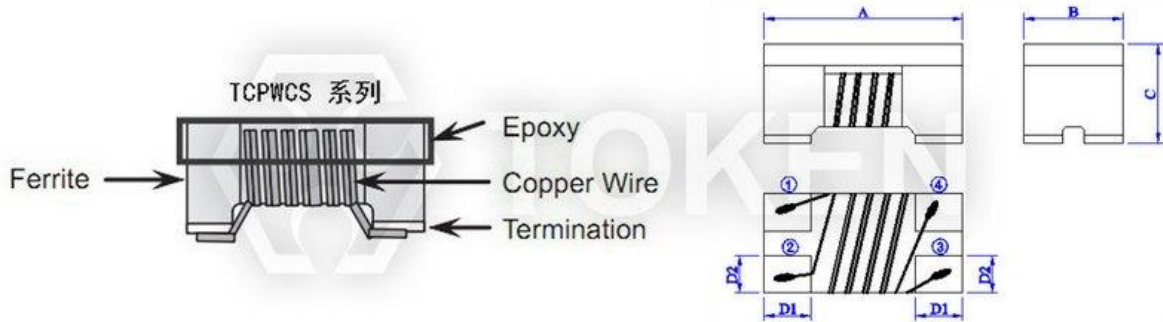 TCPWCS 系列
Epoxy
Ferrite
Copper Wire
Termination
TOKEN
A
B
C
①
④
②
③
D2
D2
D1
D1